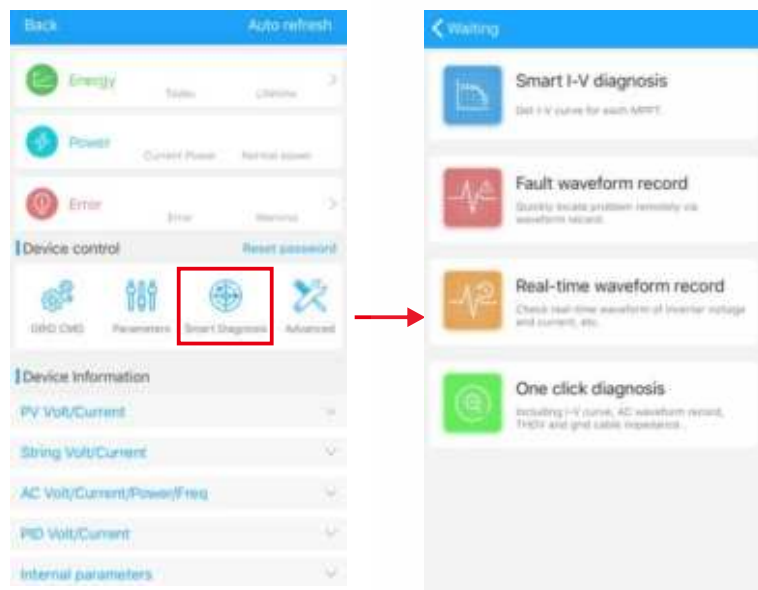 Back
Auto refresh
Energy
Today
Lifetime
Power
Current Power
Normal power
Error
Error
Warning
Device control
Reset password
GRID CMD
Parameters
Smart Diagnosis
Advanced
Device Information
PV Volt/Current
String Volt/Current
AC Volt/Current/Power/Freq
PID Volt/Current
Internal parameters
Waiting
Smart I-V diagnosis
Get I-V curve for each MPPT.
Fault waveform record
Quickly locate problem remotely via
waveform record.
Real-time waveform record
Check real-time waveform of inverter voltage
and current, etc.
One click diagnosis
Including I-V curve, AC waveform record,
THDV and grid cable impedance.